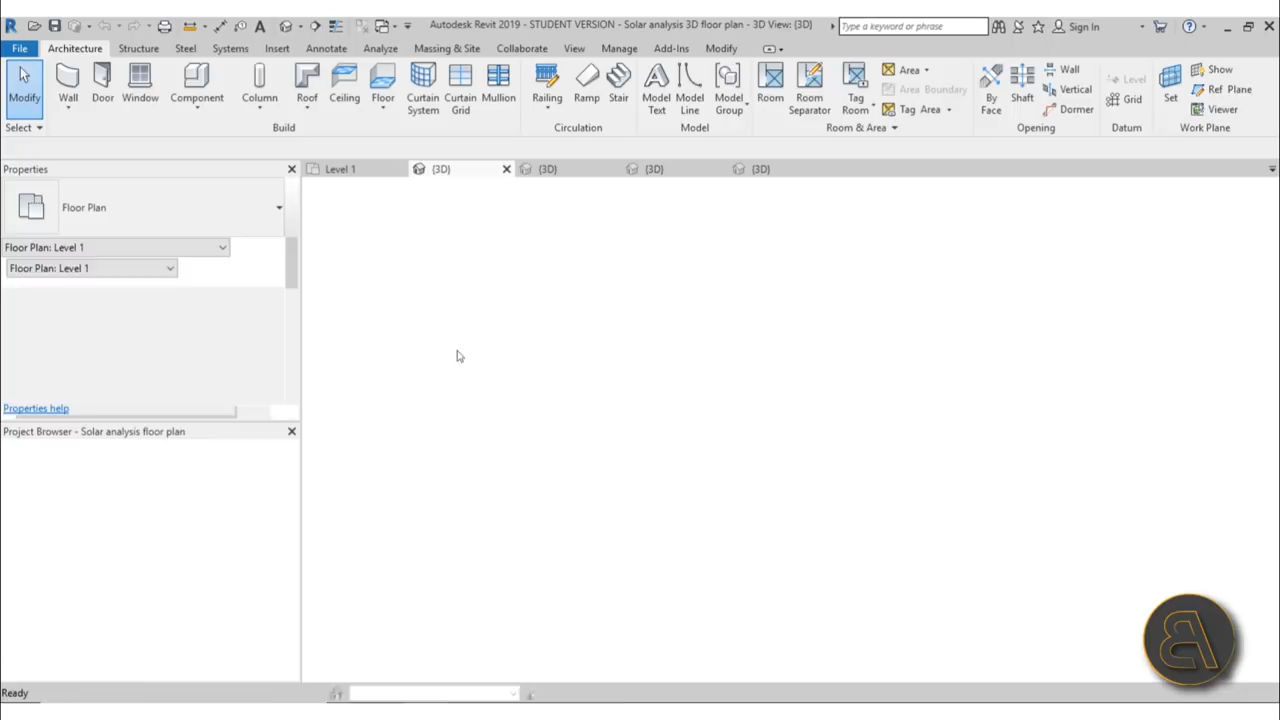 Autodesk Revit 2019 - STUDENT VERSION - Solar analysis 3D floor plan - 3D View: {3D}
Type a keyword or phrase
Sign In
File Architecture Structure Steel Systems Insert Annotate Analyze Massing & Site Collaborate View Manage Add-Ins Modify
Modify Wall Door Window Component Column Roof Ceiling Floor Curtain System Curtain Grid Mullion Railing Ramp Stair Model Text Model Line Model Group Room Room Separator Tag Room
Area
Area Boundary
Tag Area
By Face Shaft
Wall
Vertical
Dormer
Level
Grid
Set
Show
Ref Plane
Viewer
Select Build Circulation Model Room & Area Opening Datum Work Plane
Properties
Level 1 {3D} {3D} {3D} {3D}
Floor Plan
Floor Plan: Level 1
Floor Plan: Level 1
Properties help
Project Browser - Solar analysis floor plan
Ready